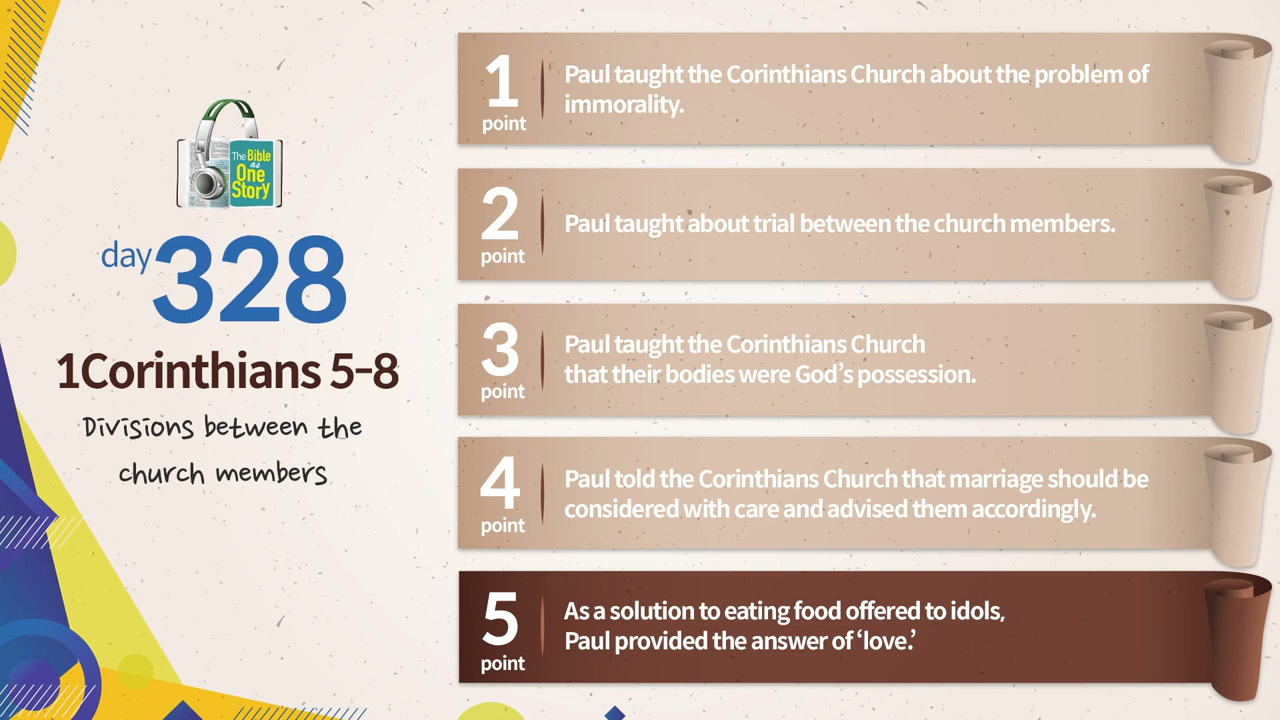 The Bible
as
One
Story
day 328
1Corinthians 5-8
Divisions between the
church members
1
point
Paul taught the Corinthians Church about the problem of
immorality.
2
point
Paul taught about trial between the church members.
3
point
Paul taught the Corinthians Church
that their bodies were God's possession.
4
point
Paul told the Corinthians Church that marriage should be
considered with care and advised them accordingly.
5
point
As a solution to eating food offered to idols,
Paul provided the answer of ‘love.’